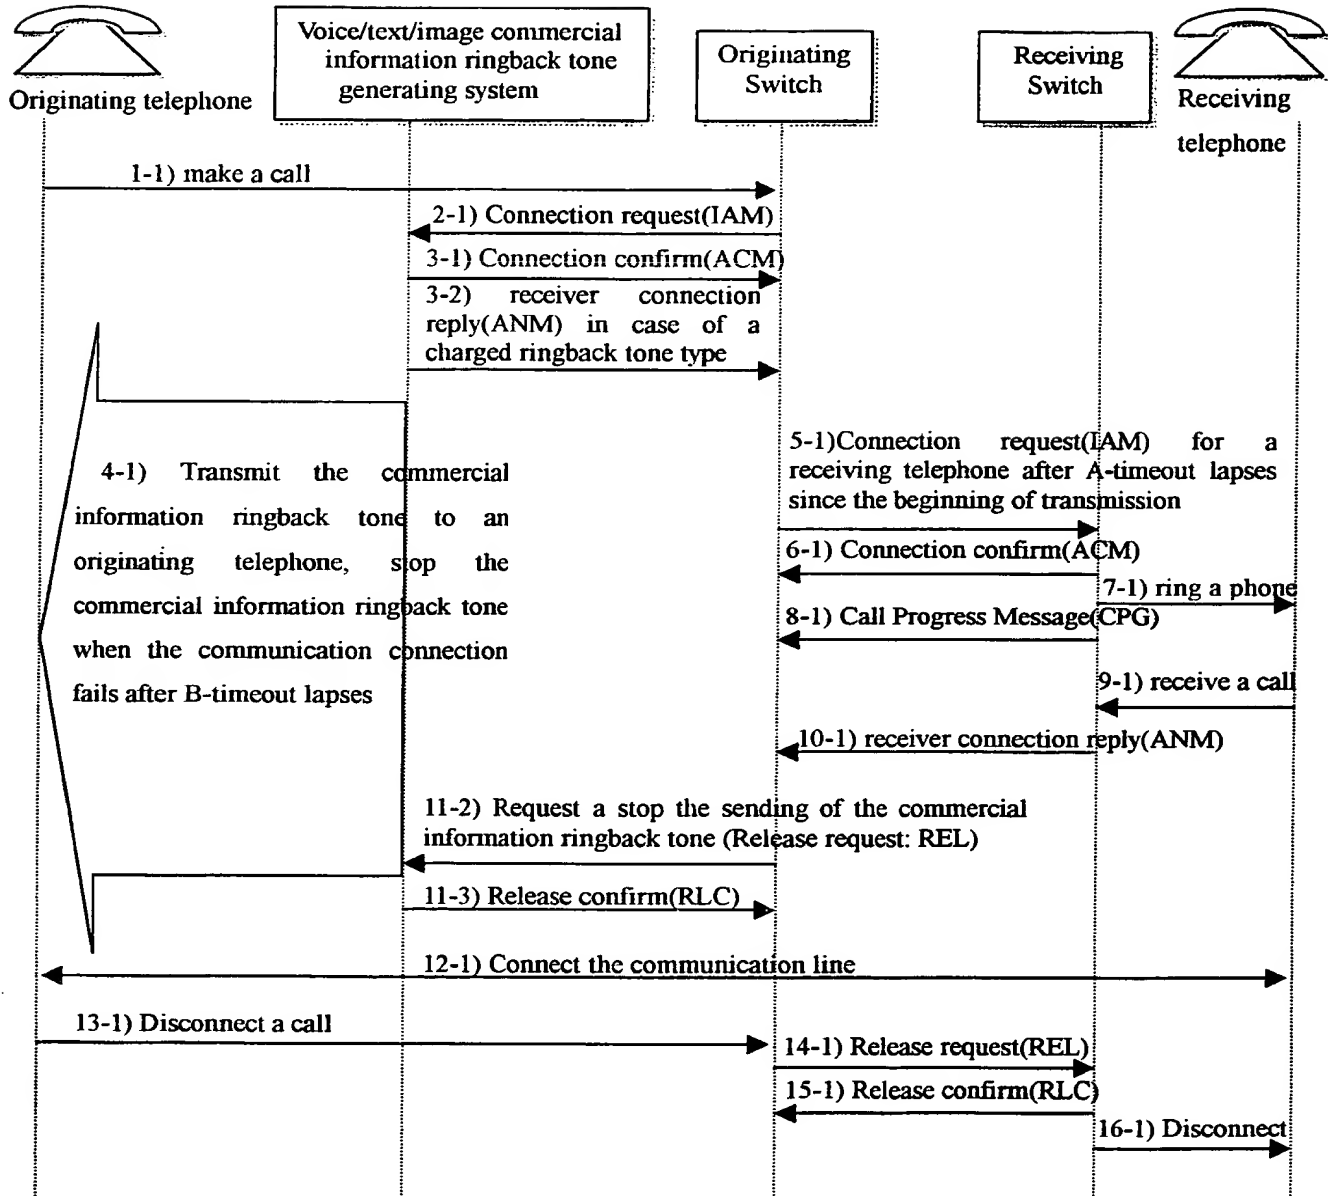 Originating telephone
Voice/text/image commercial
information ringback tone
generating system
Originating
Switch
Receiving
Switch
Receiving
telephone
1-1) make a call
2-1) Connection request(IAM)
3-1) Connection confirm(ACM)
3-2) receiver connection
reply(ANM) in case of a
charged ringback tone type
4-1) Transmit the commercial
information ringback tone to an
originating telephone, stop the
commercial information ringback tone
when the communication connection
fails after B-timeout lapses
5-1)Connection request(IAM) for a
receiving telephone after A-timeout lapses
since the beginning of transmission
6-1) Connection confirm(ACM)
7-1) ring a phone
8-1) Call Progress Message(CPG)
9-1) receive a call
10-1) receiver connection reply(ANM)
11-2) Request a stop the sending of the commercial
information ringback tone (Release request: REL)
11-3) Release confirm(RLC)
12-1) Connect the communication line
13-1) Disconnect a call
14-1) Release request(REL)
15-1) Release confirm(RLC)
16-1) Disconnect